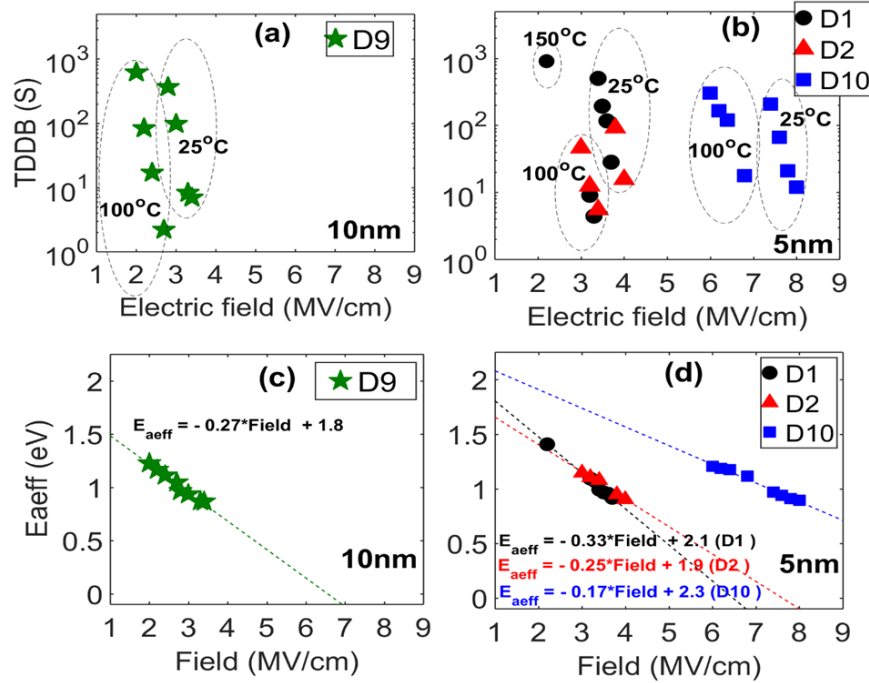 (a)
D9
TDDB (S)
10³
10²
10¹
10⁰
25°C
100°C
10nm
1 2 3 4 5 6 7 8 9
Electric field (MV/cm)
(b)
D1
D2
D10
150°C
10³
10²
10¹
10⁰
25°C
100°C
100°C
25°C
5nm
1 2 3 4 5 6 7 8 9
Electric field (MV/cm)
(c)
D9
Eaeff (eV)
2
1.5
1
0.5
0
E_aeff = - 0.27*Field + 1.8
10nm
1 2 3 4 5 6 7 8 9
Field (MV/cm)
(d)
D1
D2
D10
2
1.5
1
0.5
0
E_aeff = - 0.33*Field + 2.1 (D1 )
E_aeff = - 0.25*Field + 1.9 (D2 )
E_aeff = - 0.17*Field + 2.3 (D10 )
5nm
1 2 3 4 5 6 7 8 9
Field (MV/cm)